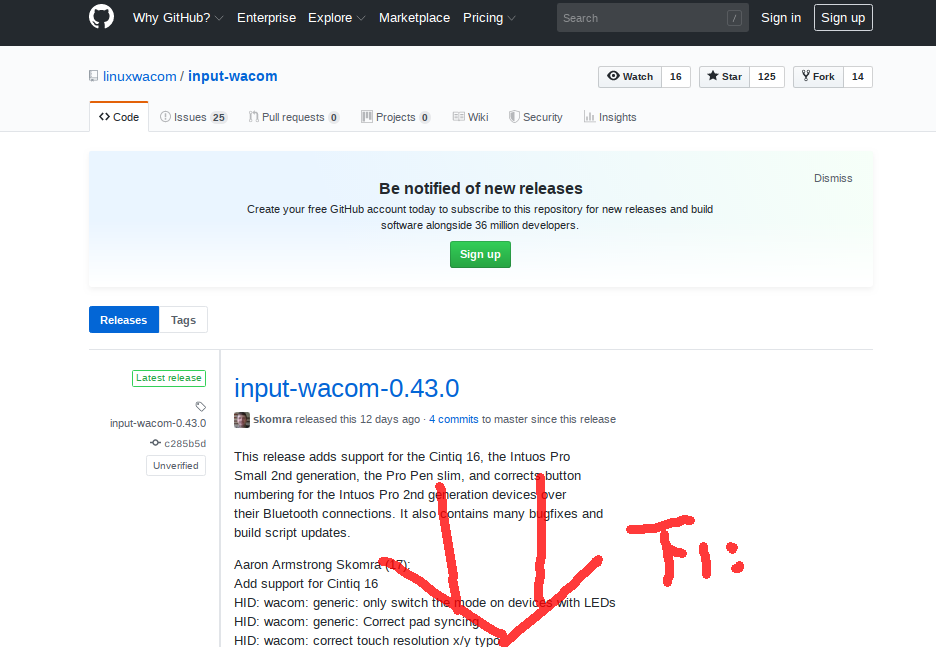 Why GitHub? Enterprise Explore Marketplace Pricing Search / Sign in Sign up
linuxwacom / input-wacom Watch 16 Star 125 Fork 14
Code Issues 25 Pull requests 0 Projects 0 Wiki Security Insights
Be notified of new releases
Dismiss
Create your free GitHub account today to subscribe to this repository for new releases and build
software alongside 36 million developers.
Sign up
Releases Tags
Latest release
input-wacom-0.43.0
c285b5d
Unverified
input-wacom-0.43.0
skomra released this 12 days ago · 4 commits to master since this release
This release adds support for the Cintiq 16, the Intuos Pro
Small 2nd generation, the Pro Pen slim, and corrects button
numbering for the Intuos Pro 2nd generation devices over
their Bluetooth connections. It also contains many bugfixes and
build script updates.
Aaron Armstrong Skomra (17):
Add support for Cintiq 16
HID: wacom: generic: only switch the mode on devices with LEDs
HID: wacom: generic: Correct pad syncing
HID: wacom: correct touch resolution x/y typo